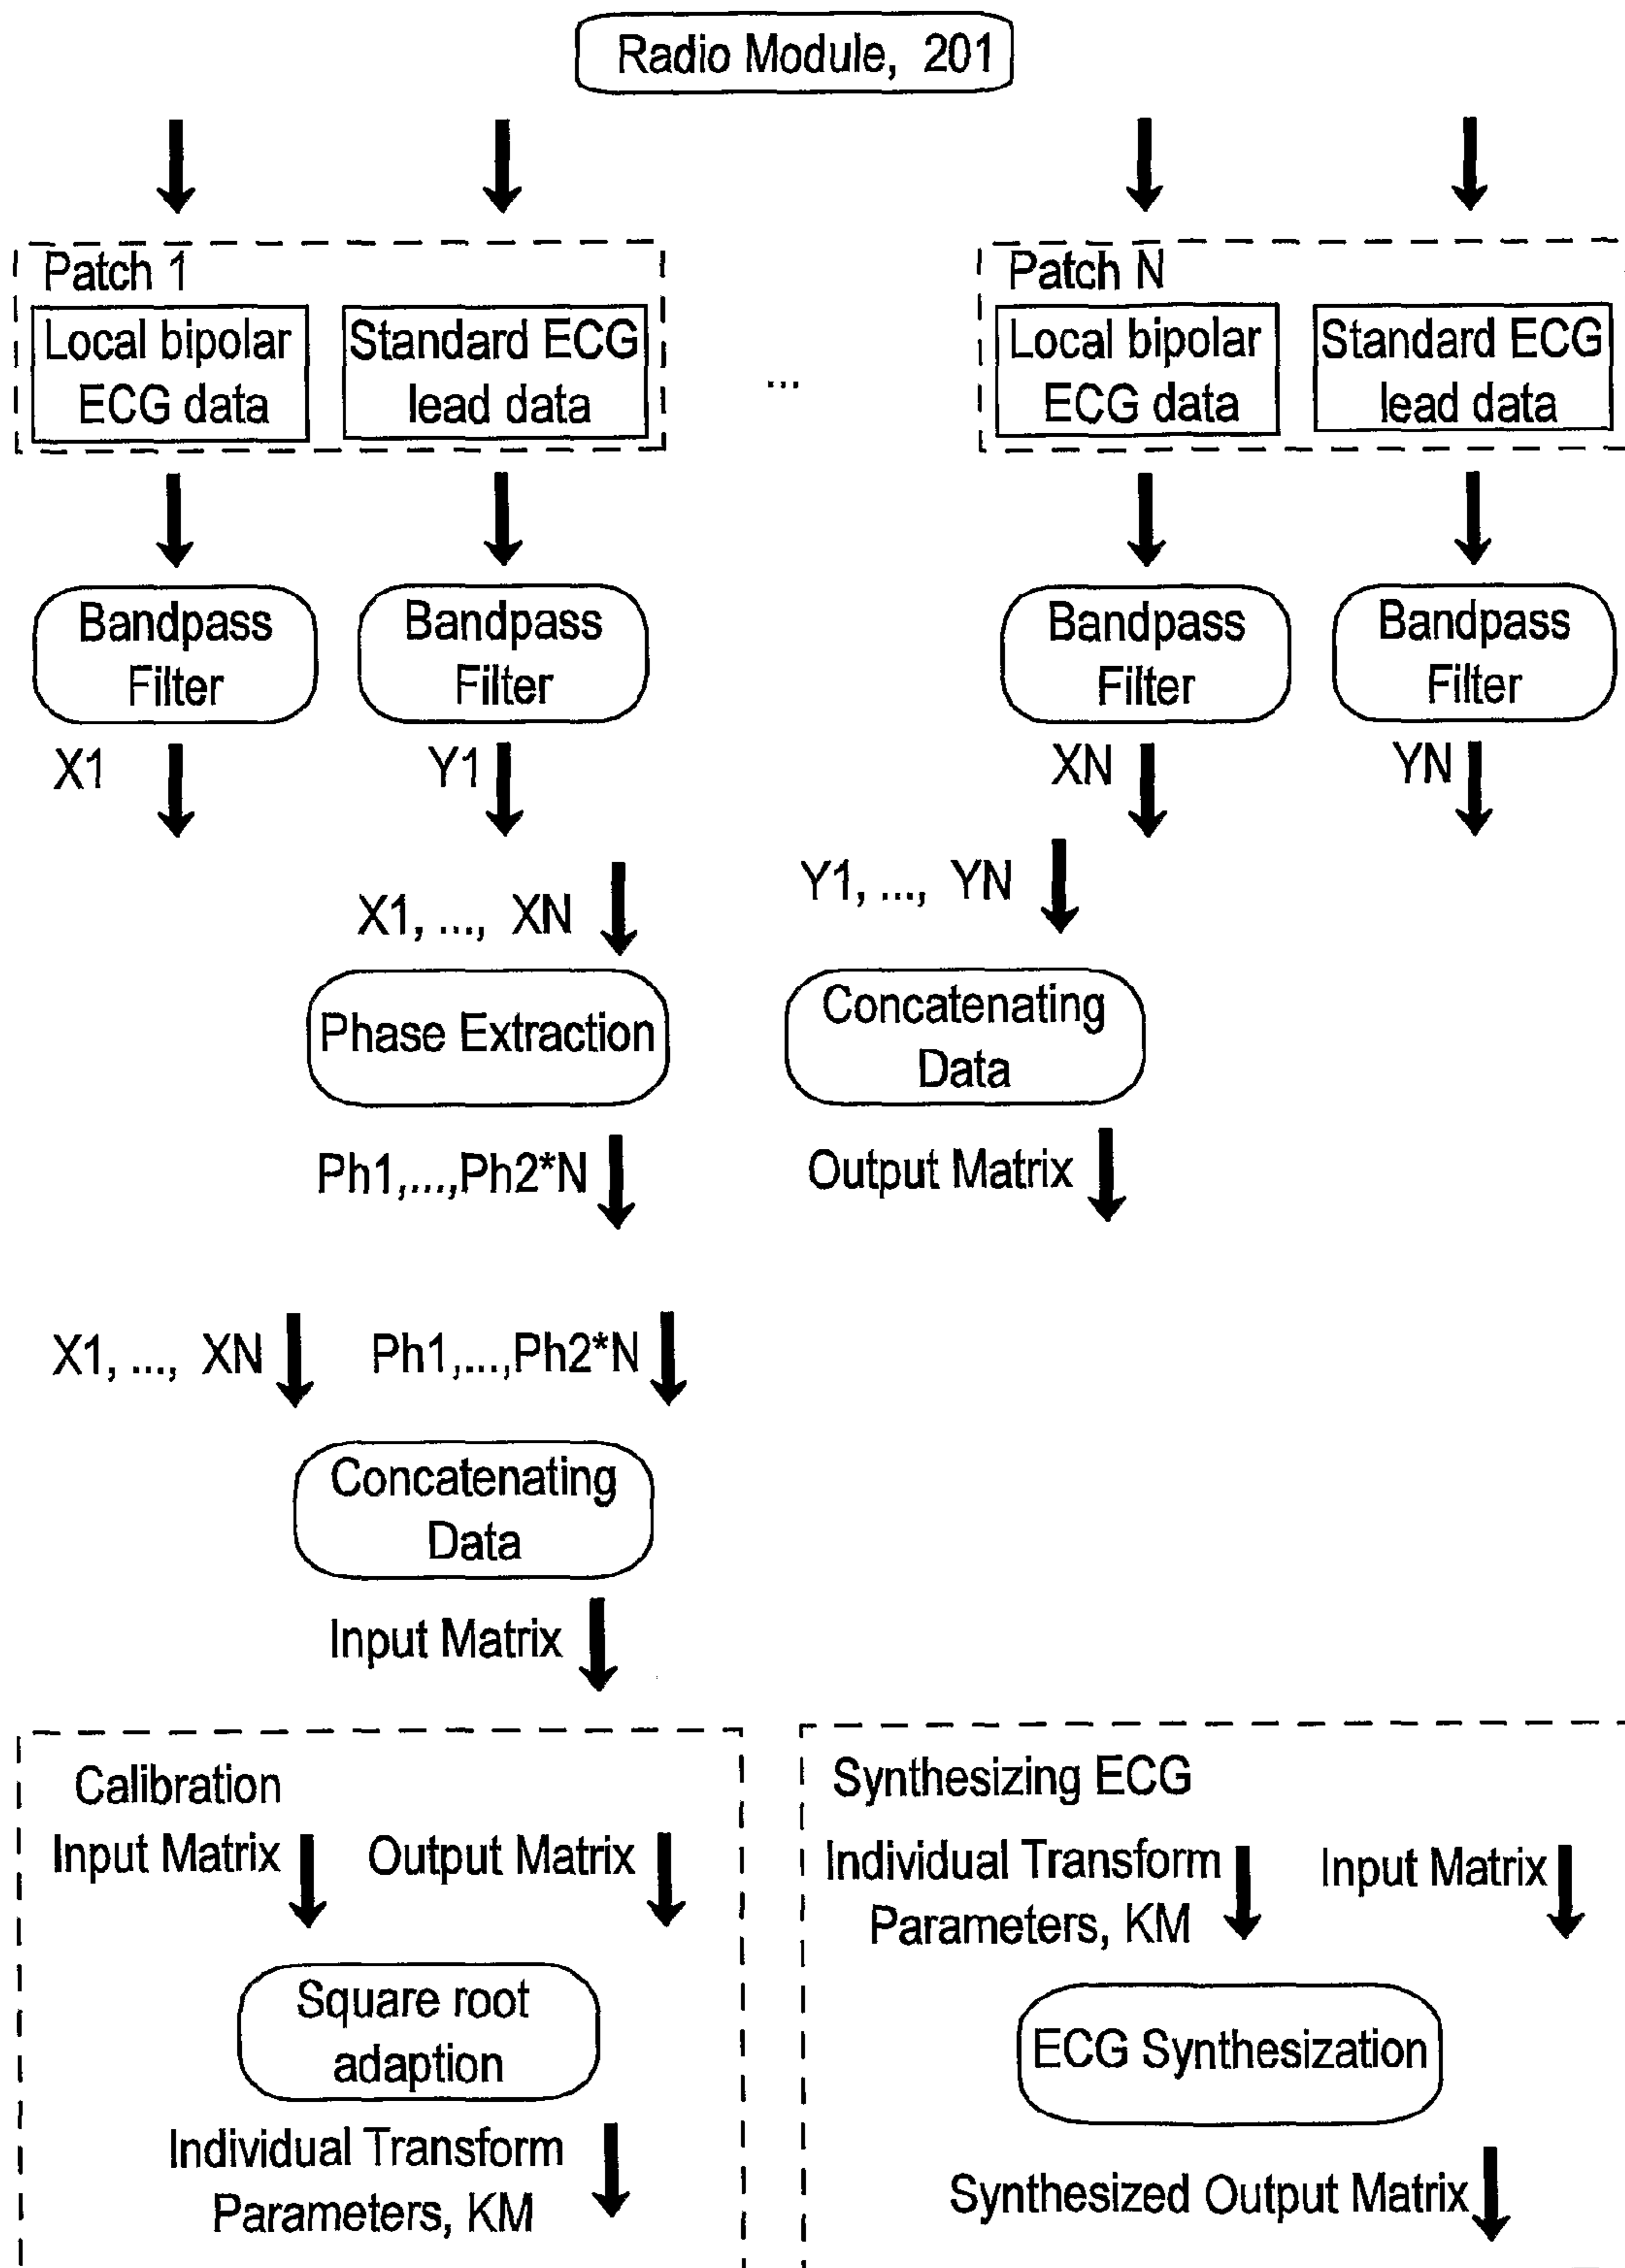 Radio Module, 201
Patch 1
Local bipolar
ECG data
Standard ECG
lead data
...
Patch N
Local bipolar
ECG data
Standard ECG
lead data
Bandpass
Filter
Bandpass
Filter
Bandpass
Filter
Bandpass
Filter
X1
Y1
XN
YN
X1, ..., XN
Y1, ..., YN
Phase Extraction
Concatenating
Data
Ph1,...,Ph2*N
Output Matrix
X1, ..., XN
Ph1,...,Ph2*N
Concatenating
Data
Input Matrix
Calibration
Input Matrix
Output Matrix
Square root
adaption
Individual Transform
Parameters, KM
Synthesizing ECG
Individual Transform
Parameters, KM
Input Matrix
ECG Synthesization
Synthesized Output Matrix